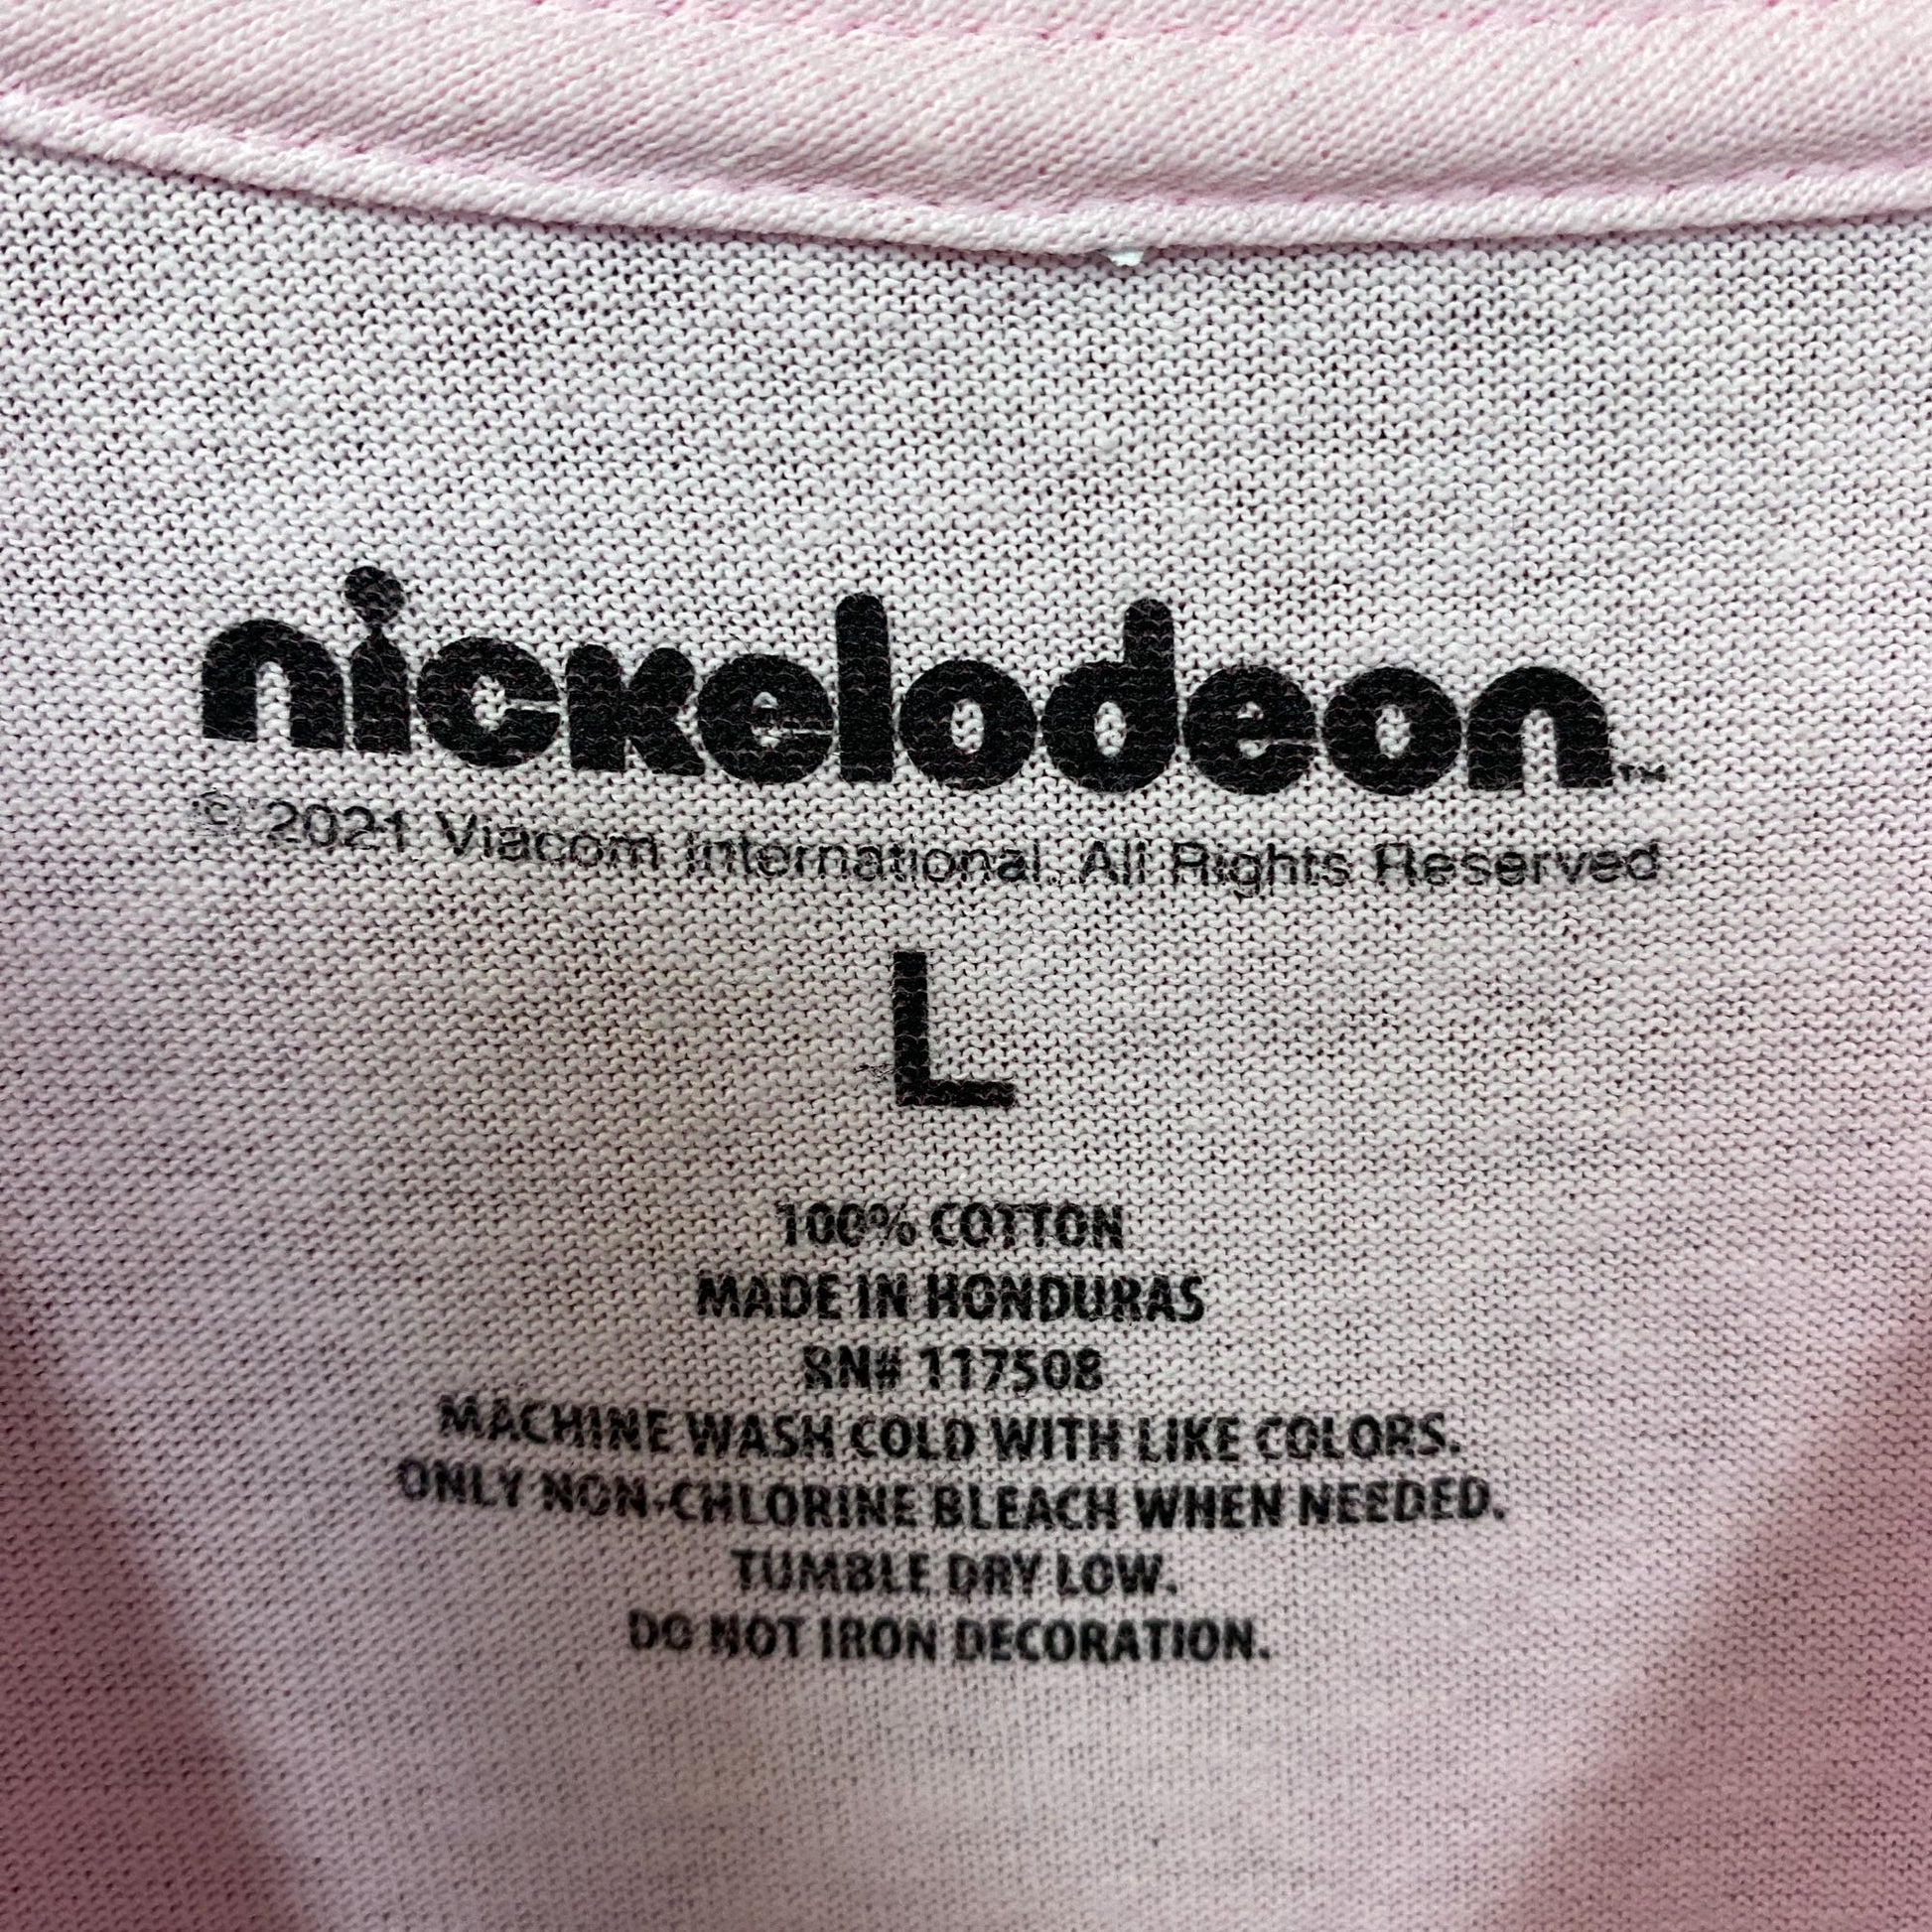 nickelodeon™
© 2021 Viacom International. All Rights Reserved
L
100% COTTON
MADE IN HONDURAS
RN# 117508
MACHINE WASH COLD WITH LIKE COLORS.
ONLY NON-CHLORINE BLEACH WHEN NEEDED.
TUMBLE DRY LOW.
DO NOT IRON DECORATION.